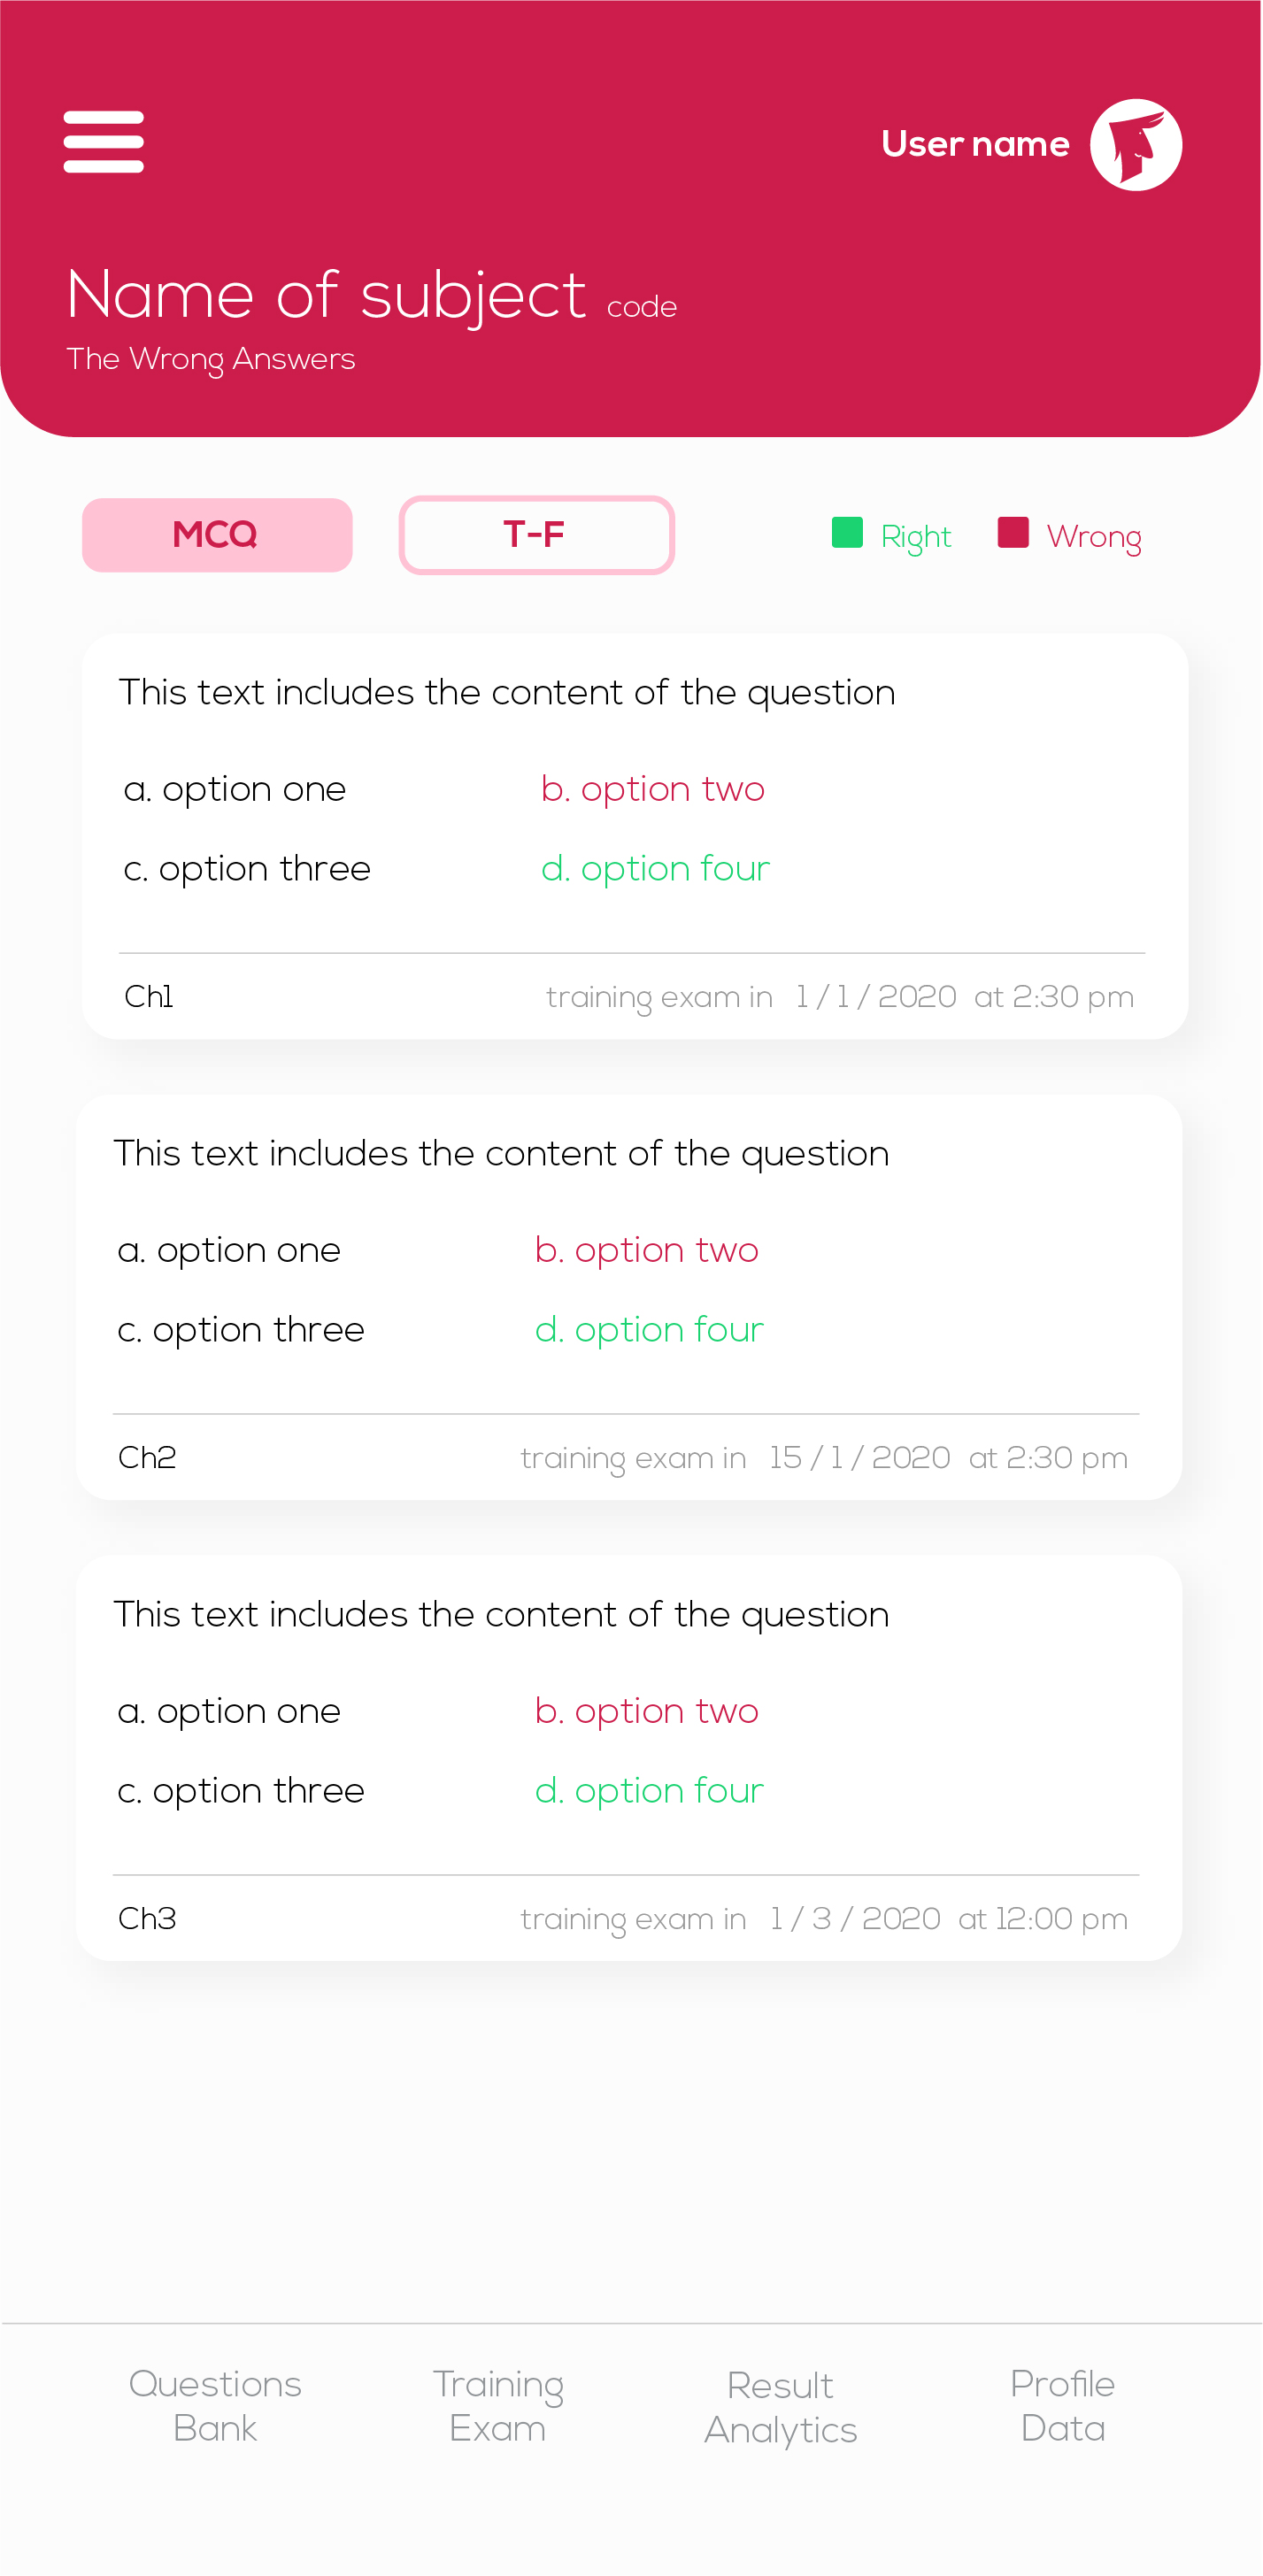 User name
Name of subject code
The Wrong Answers
MCQ T-F Right Wrong
This text includes the content of the question
a. option one b. option two
c. option three d. option four
Ch1 training exam in 1 / 1 / 2020 at 2:30 pm
This text includes the content of the question
a. option one b. option two
c. option three d. option four
Ch2 training exam in 15 / 1 / 2020 at 2:30 pm
This text includes the content of the question
a. option one b. option two
c. option three d. option four
Ch3 training exam in 1 / 3 / 2020 at 12:00 pm
Questions
Bank
Training
Exam
Result
Analytics
Profile
Data